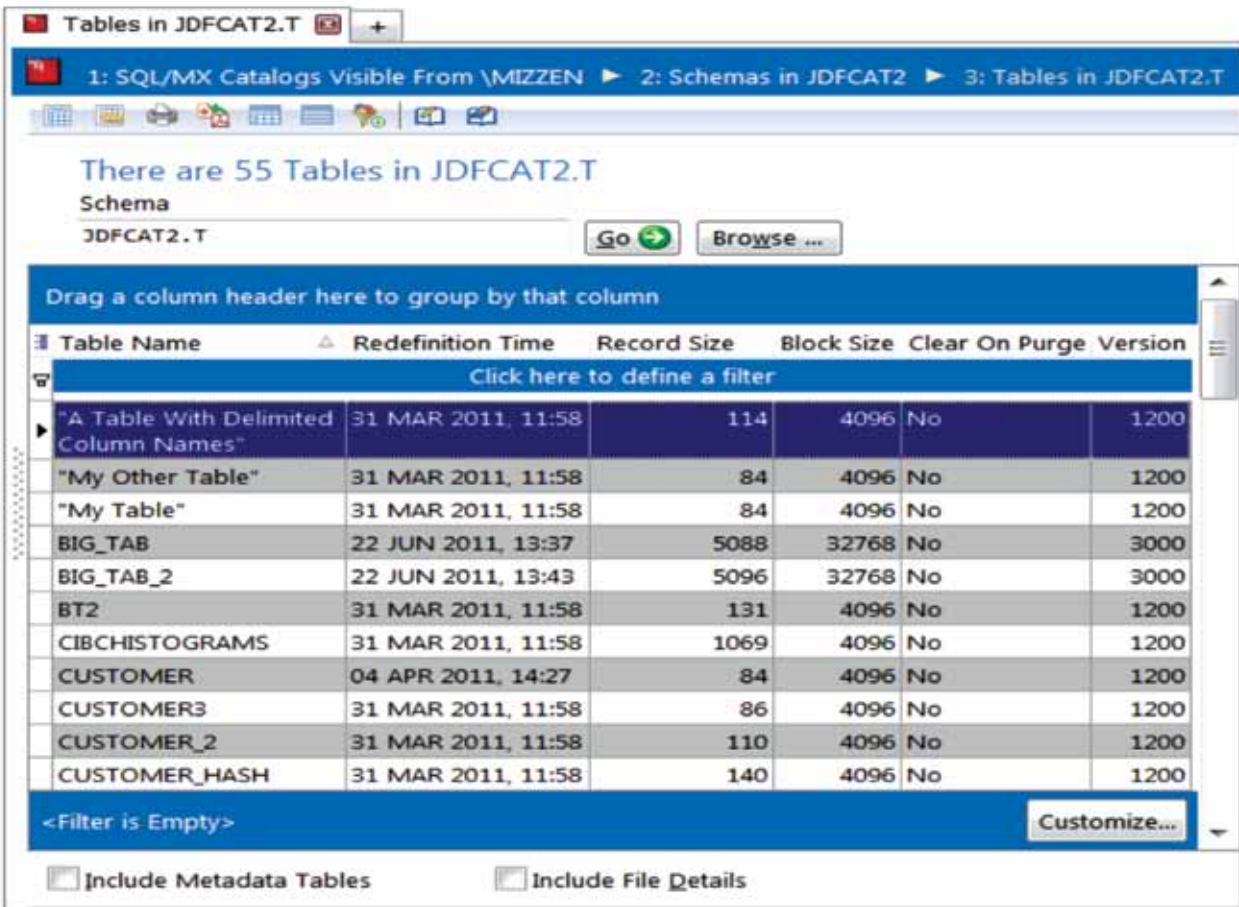 Tables in JDFCAT2.T +
1: SQL/MX Catalogs Visible From \MIZZEN ► 2: Schemas in JDFCAT2 ► 3: Tables in JDFCAT2.T
There are 55 Tables in JDFCAT2.T
Schema
JDFCAT2.T Go Browse ...
Drag a column header here to group by that column
Table Name Redefinition Time Record Size Block Size Clear On Purge Version
Click here to define a filter
"A Table With Delimited 31 MAR 2011, 11:58 114 4096 No 1200
Column Names"
"My Other Table" 31 MAR 2011, 11:58 84 4096 No 1200
"My Table" 31 MAR 2011, 11:58 84 4096 No 1200
BIG_TAB 22 JUN 2011, 13:37 5088 32768 No 3000
BIG_TAB_2 22 JUN 2011, 13:43 5096 32768 No 3000
BT2 31 MAR 2011, 11:58 131 4096 No 1200
CIBCHISTOGRAMS 31 MAR 2011, 11:58 1069 4096 No 1200
CUSTOMER 04 APR 2011, 14:27 84 4096 No 1200
CUSTOMER3 31 MAR 2011, 11:58 86 4096 No 1200
CUSTOMER_2 31 MAR 2011, 11:58 110 4096 No 1200
CUSTOMER_HASH 31 MAR 2011, 11:58 140 4096 No 1200
<Filter is Empty> Customize...
Include Metadata Tables Include File Details